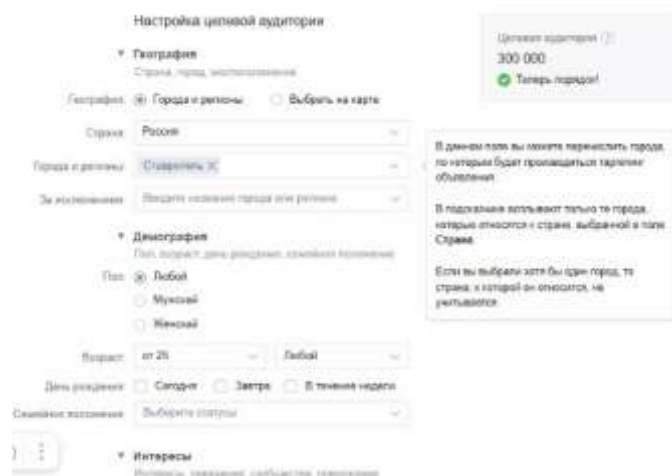 Настройка целевой аудитории
География
Страна, город, местоположение
География
Города и регионы
Выбрать на карте
Страна
Россия
Города и регионы
Ставрополь ×
За исключением
Введите название города или региона
Демография
Пол, возраст, день рождения, семейное положение
Пол
Любой
Мужской
Женский
Возраст
от 25
Любой
День рождения
Сегодня
Завтра
В течение недели
Семейное положение
Выберите статусы
Интересы
Интересы, поведение, сообщества, приложения
Целевая аудитория
300 000
Теперь порядок!
В данном поле вы можете перечислить города,
по которым будет производиться таргетинг
объявления.
В подсказке всплывают только те города,
которые относятся к стране, выбранной в поле
Страна.
Если вы выбрали хотя бы один город, то
страна, к которой он относится, не
учитывается.